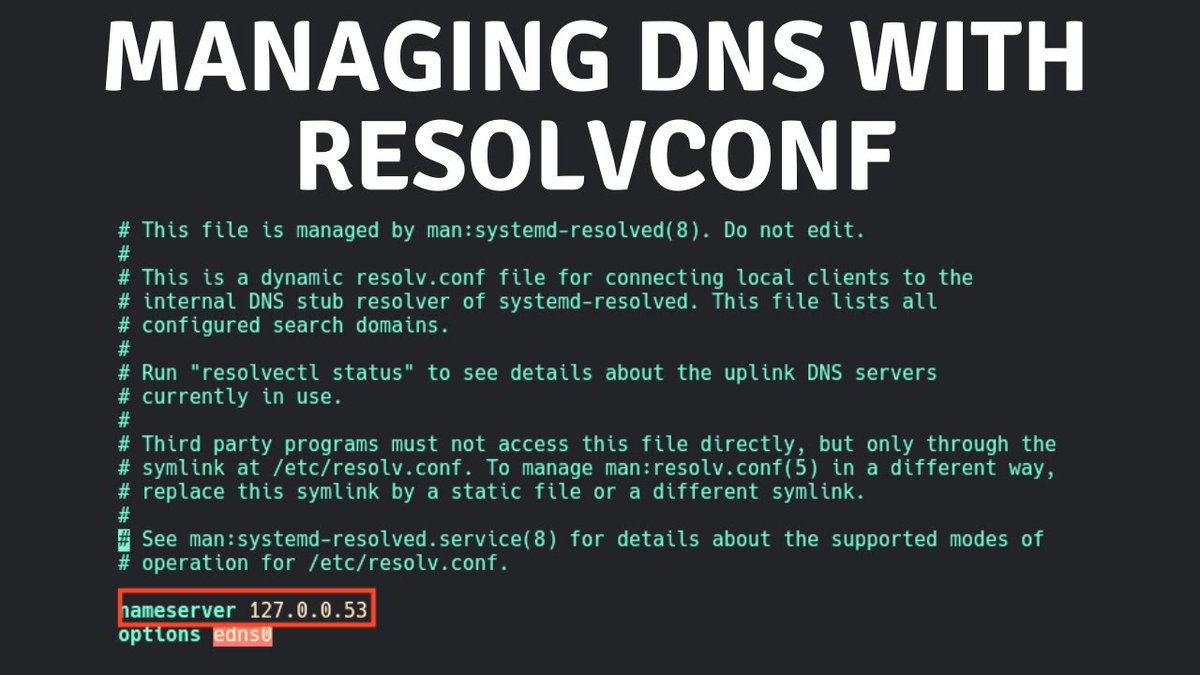 MANAGING DNS WITH
RESOLVCONF
# This file is managed by man:systemd-resolved(8). Do not edit.
#
# This is a dynamic resolv.conf file for connecting local clients to the
# internal DNS stub resolver of systemd-resolved. This file lists all
# configured search domains.
#
# Run "resolvectl status" to see details about the uplink DNS servers
# currently in use.
#
# Third party programs must not access this file directly, but only through the
# symlink at /etc/resolv.conf. To manage man:resolv.conf(5) in a different way,
# replace this symlink by a static file or a different symlink.
#
# See man:systemd-resolved.service(8) for details about the supported modes of
# operation for /etc/resolv.conf.
nameserver 127.0.0.53
options edns0